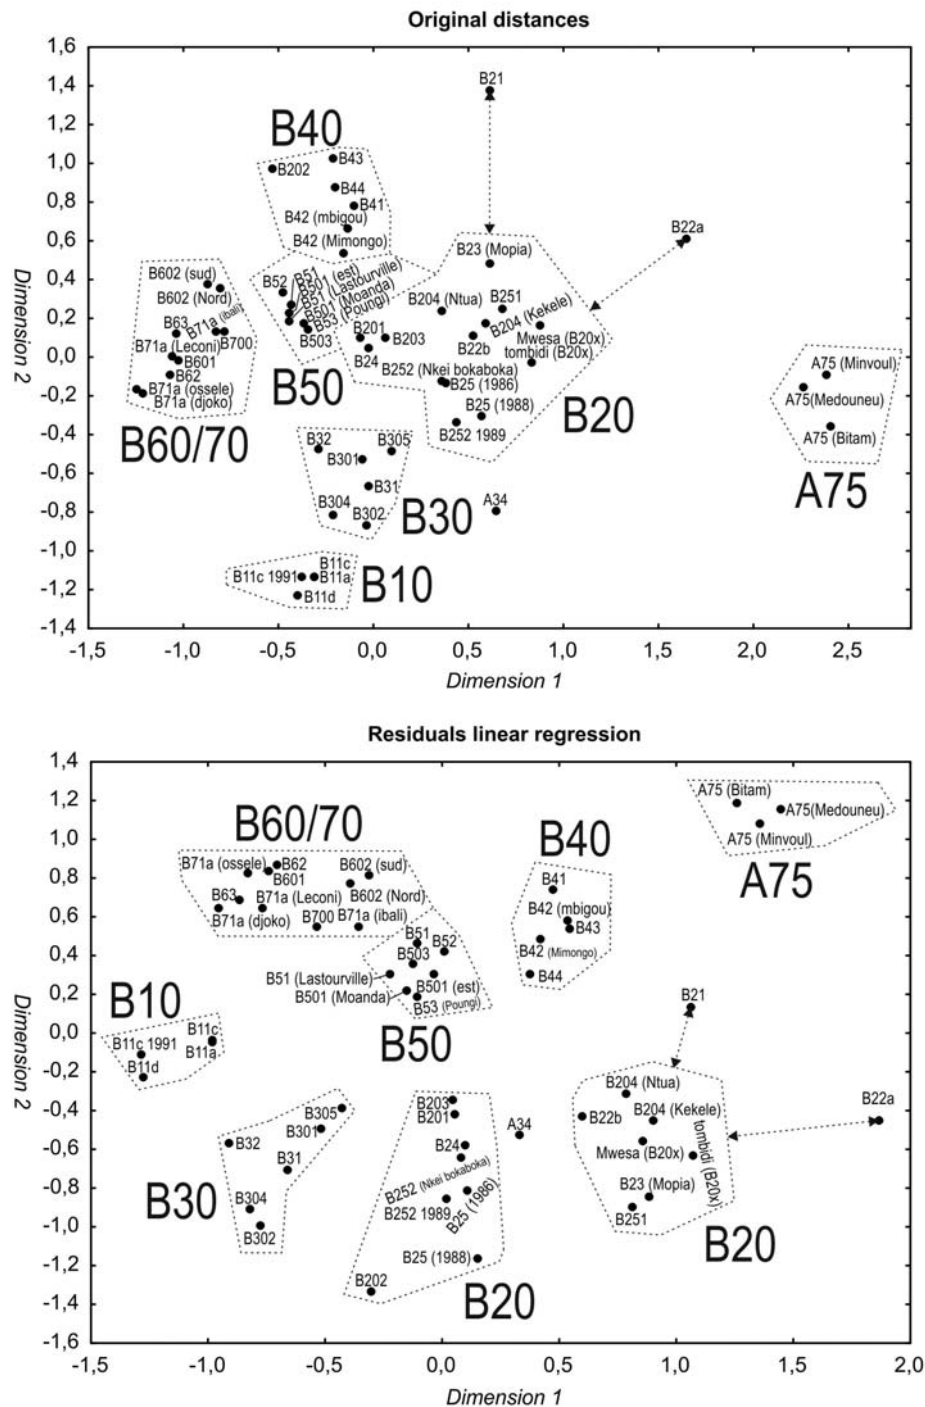 Original distances
1,6
1,4
1,2
1,0
0,8
0,6
0,4
0,2
0,0
-0,2
-0,4
-0,6
-0,8
-1,0
-1,2
-1,4
Dimension 2
B21
B40
B43
B202
B44
B41
B42 (mbigou)
B42 (Mimongo)
B22a
B23 (Mopia)
B602 (sud)
B602 (Nord)
B52
B51
B501 (est)
B51 (Lastourville)
B501 (Moanda)
B53 (Poungi)
B503
B204 (Ntua)
B251
B204 (Kekele)
B63
B71a (ibali)
B700
B71a (Leconi)
B601
B62
B71a (ossele)
B71a (djoko)
B201
B203
B24
B22b
Mwesa (B20x)
tombidi (B20x)
B252 (Nkei bokaboka)
B25 (1986)
B25 (1988)
B252 1989
A75 (Minvoul)
A75(Medouneu)
A75 (Bitam)
B60/70
B50
B20
A75
B32
B305
B301
B31
B304
B302
B30
A34
B11c
B11c 1991
B11a
B11d
B10
-1,5
-1,0
-0,5
0,0
0,5
1,0
1,5
2,0
2,5
Dimension 1
Residuals linear regression
1,4
1,2
1,0
0,8
0,6
0,4
0,2
0,0
-0,2
-0,4
-0,6
-0,8
-1,0
-1,2
-1,4
-1,6
Dimension 2
A75 (Bitam)
A75(Medouneu)
A75 (Minvoul)
A75
B60/70
B40
B71a (ossele)
B62
B601
B602 (sud)
B602 (Nord)
B63
B71a (Leconi)
B71a (djoko)
B700
B71a (ibali)
B41
B42 (mbigou)
B43
B42 (Mimongo)
B44
B51
B52
B503
B51 (Lastourville)
B501 (est)
B501 (Moanda)
B53 (Poungi)
B50
B10
B11c
B11c 1991
B11a
B11d
B21
B22a
B204 (Ntua)
B22b
B204 (Kekele)
Mwesa (B20x)
tombidi (B20x)
B23 (Mopia)
B251
B20
B305
B301
B32
B31
B304
B302
B30
B203
B201
A34
B24
B252 (Nkei bokaboka)
B252 1989
B25 (1986)
B25 (1988)
B202
B20
-1,5
-1,0
-0,5
0,0
0,5
1,0
1,5
2,0
Dimension 1